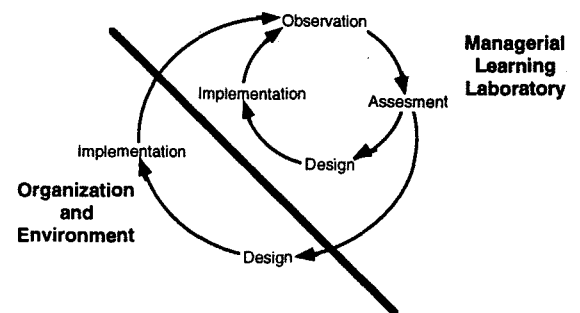 Observation
Managerial
Learning
Laboratory
Implementation
Assesment
Implementation
Design
Organization
and
Environment
Design